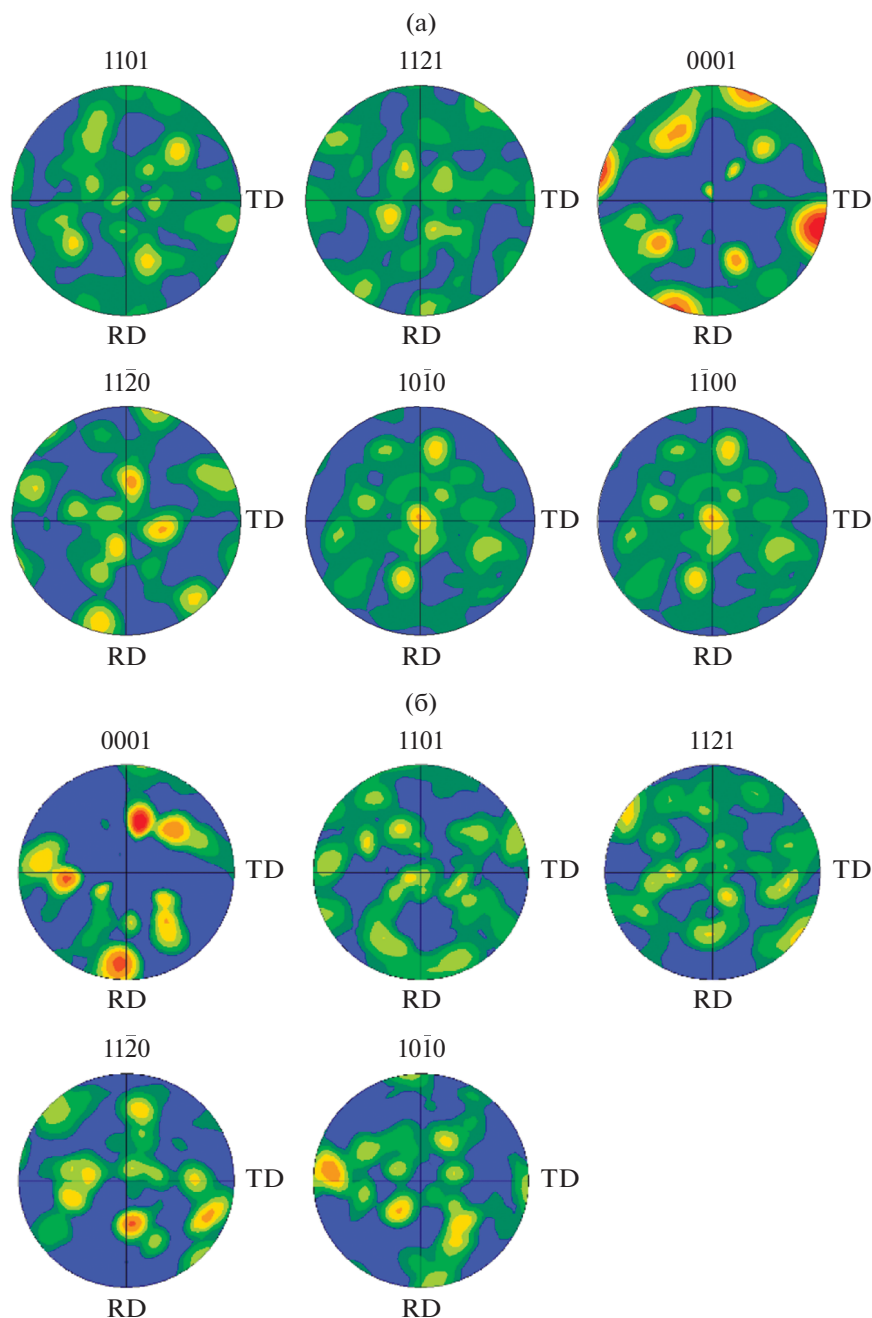 (а)
1101 1121 0001
TD TD TD
RD RD RD
112̅0 101̅0 11̅00
TD TD TD
RD RD RD
(б)
0001 1101 1121
TD TD TD
RD RD RD
112̅0 101̅0
TD TD
RD RD